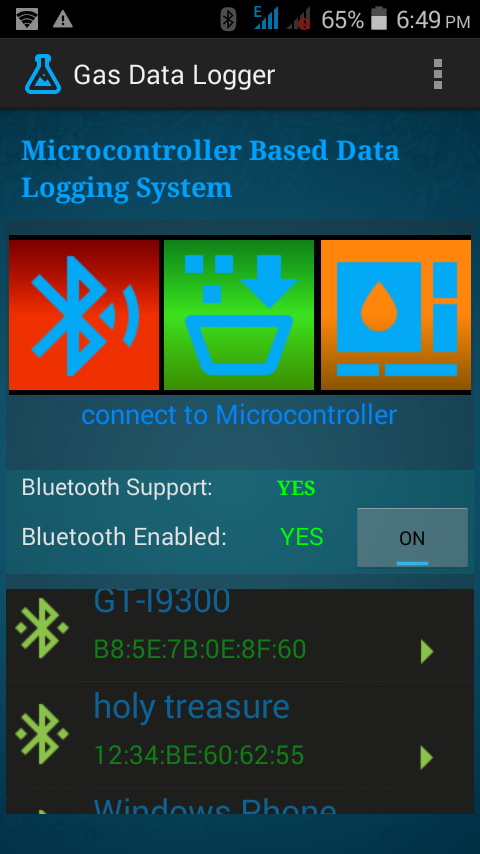 E
65%
6:49 PM
Gas Data Logger
Microcontroller Based Data
Logging System
connect to Microcontroller
Bluetooth Support: YES
Bluetooth Enabled: YES ON
GT-I9300
B8:5E:7B:0E:8F:60
holy treasure
12:34:BE:60:62:55
Windows Phone